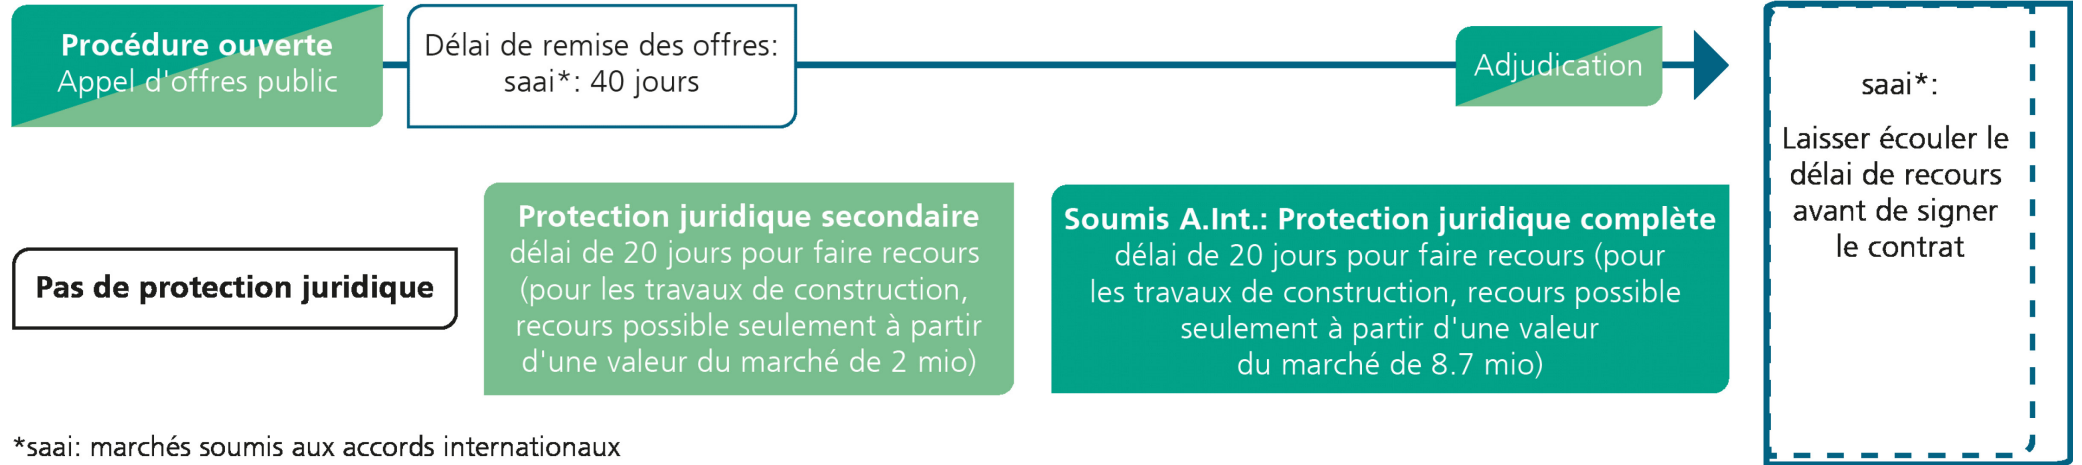 Procédure ouverte
Appel d'offres public
Délai de remise des offres:
saai*: 40 jours
Adjudication
saai*:
Laisser écouler le
délai de recours
avant de signer
le contrat
Pas de protection juridique
Protection juridique secondaire
délai de 20 jours pour faire recours
(pour les travaux de construction,
recours possible seulement à partir
d'une valeur du marché de 2 mio)
Soumis A.Int.: Protection juridique complète
délai de 20 jours pour faire recours (pour
les travaux de construction, recours possible
seulement à partir d'une valeur
du marché de 8.7 mio)
*saai: marchés soumis aux accords internationaux